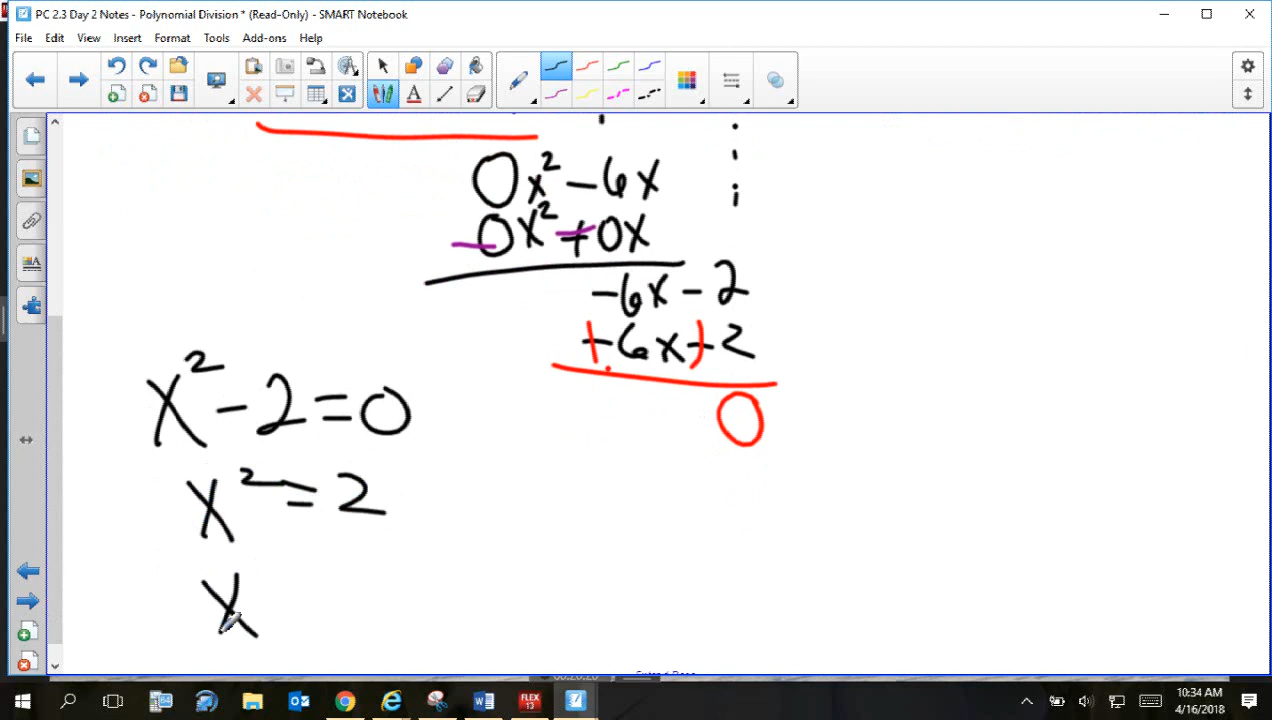 PC 2.3 Day 2 Notes - Polynomial Division * (Read-Only) - SMART Notebook
File Edit View Insert Format Tools Add-ons Help
0x² - 6x
0x² + 0x
-6x - 2
-6x - 2
0
x² - 2 = 0
x² = 2
x
FLEX
13
10:34 AM
4/16/2018